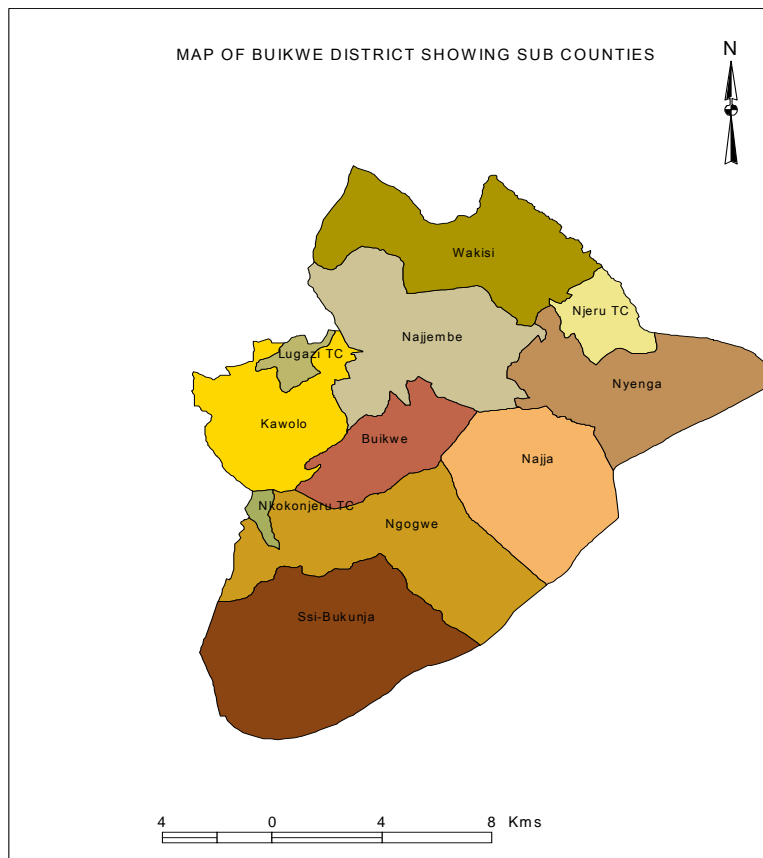 MAP OF BUIKWE DISTRICT SHOWING SUB COUNTIES
N
Wakisi
Njeru TC
Najjembe
Lugazi TC
Nyenga
Kawolo
Buikwe
Najja
Nkokonjeru TC
Ngogwe
Ssi-Bukunja
4 0 4 8 Kms